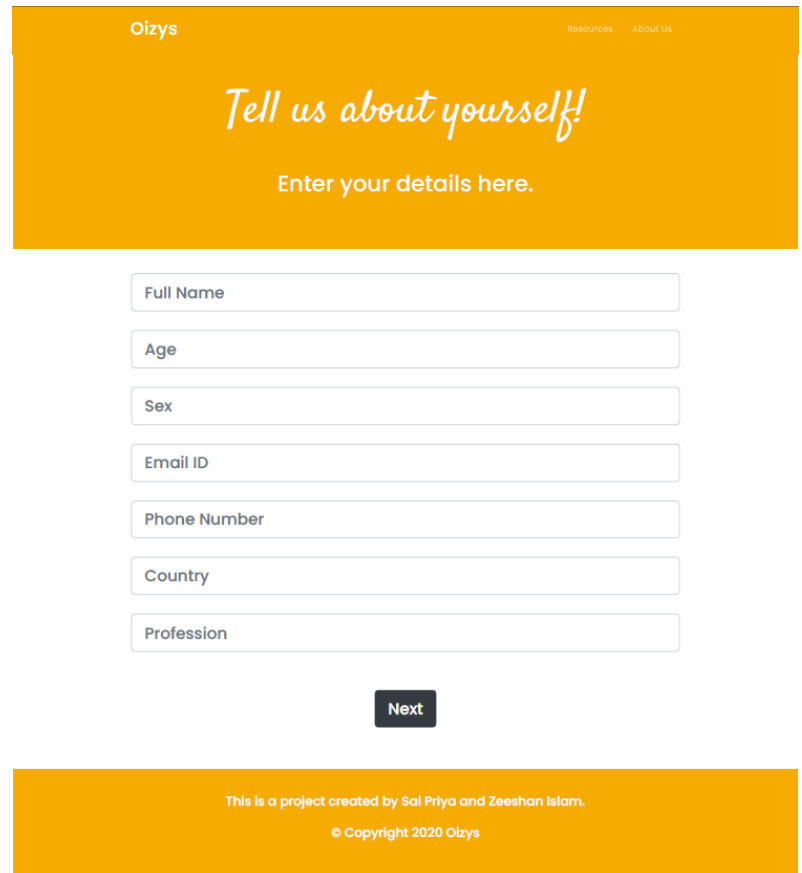 Oizys
Resources About Us
Tell us about yourself!
Enter your details here.
Full Name
Age
Sex
Email ID
Phone Number
Country
Profession
Next
This is a project created by Sai Priya and Zeeshan Islam.
© Copyright 2020 Oizys